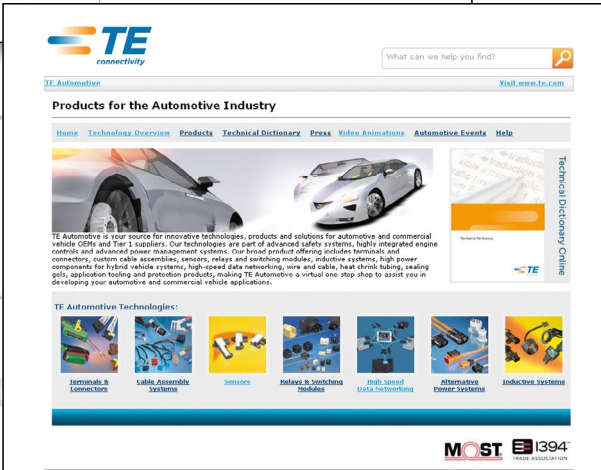 TE
connectivity
What can we help you find?
TE Automotive
Visit www.te.com
Products for the Automotive Industry
Home Technology Overview Products Technical Dictionary Press Video Animations Automotive Events Help
Technical Dictionary Online
Technical Dictionary
TE
TE Automotive is your source for innovative technologies, products and solutions for automotive and commercial
vehicle OEMs and Tier 1 suppliers. Our technologies are part of advanced safety systems, highly integrated engine
controls and advanced power management systems. Our broad product offering includes terminals and
connectors, custom cable assemblies, sensors, relays and switching modules, inductive systems, high power
components for hybrid vehicle systems, high-speed data networking, wire and cable, heat shrink tubing, sealing
gels, application tooling and protection products, making TE Automotive a virtual one-stop shop to assist you in
developing your automotive and commercial vehicle applications.
TE Automotive Technologies:
Terminals &
Connectors
Cable Assembly
Systems
Sensors
Relays & Switching
Modules
High Speed
Data Networking
Alternative
Power Systems
Inductive Systems
MOST
1394
TRADE ASSOCIATION